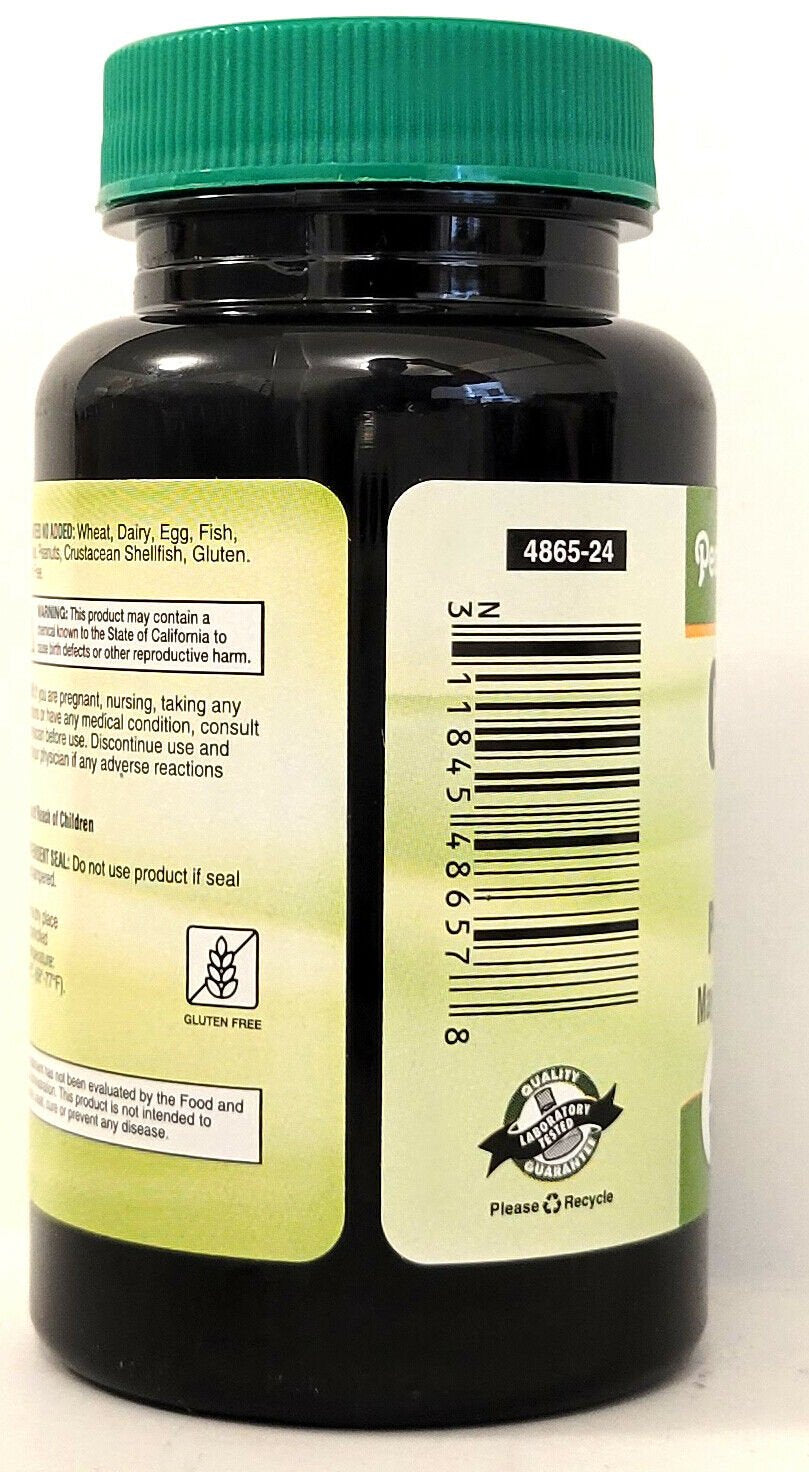 NO ADDED: Wheat, Dairy, Egg, Fish,
Peanuts, Crustacean Shellfish, Gluten.
WARNING: This product may contain a
chemical known to the State of California to
cause birth defects or other reproductive harm.
you are pregnant, nursing, taking any
or have any medical condition, consult
before use. Discontinue use and
physician if any adverse reactions
Reach of Children
SEAL: Do not use product if seal
place
GLUTEN FREE
has not been evaluated by the Food and
This product is not intended to
cure or prevent any disease.
4865-24
N
3 11845 48657 8
QUALITY
LABORATORY
TESTED
GUARANTEE
Please Recycle